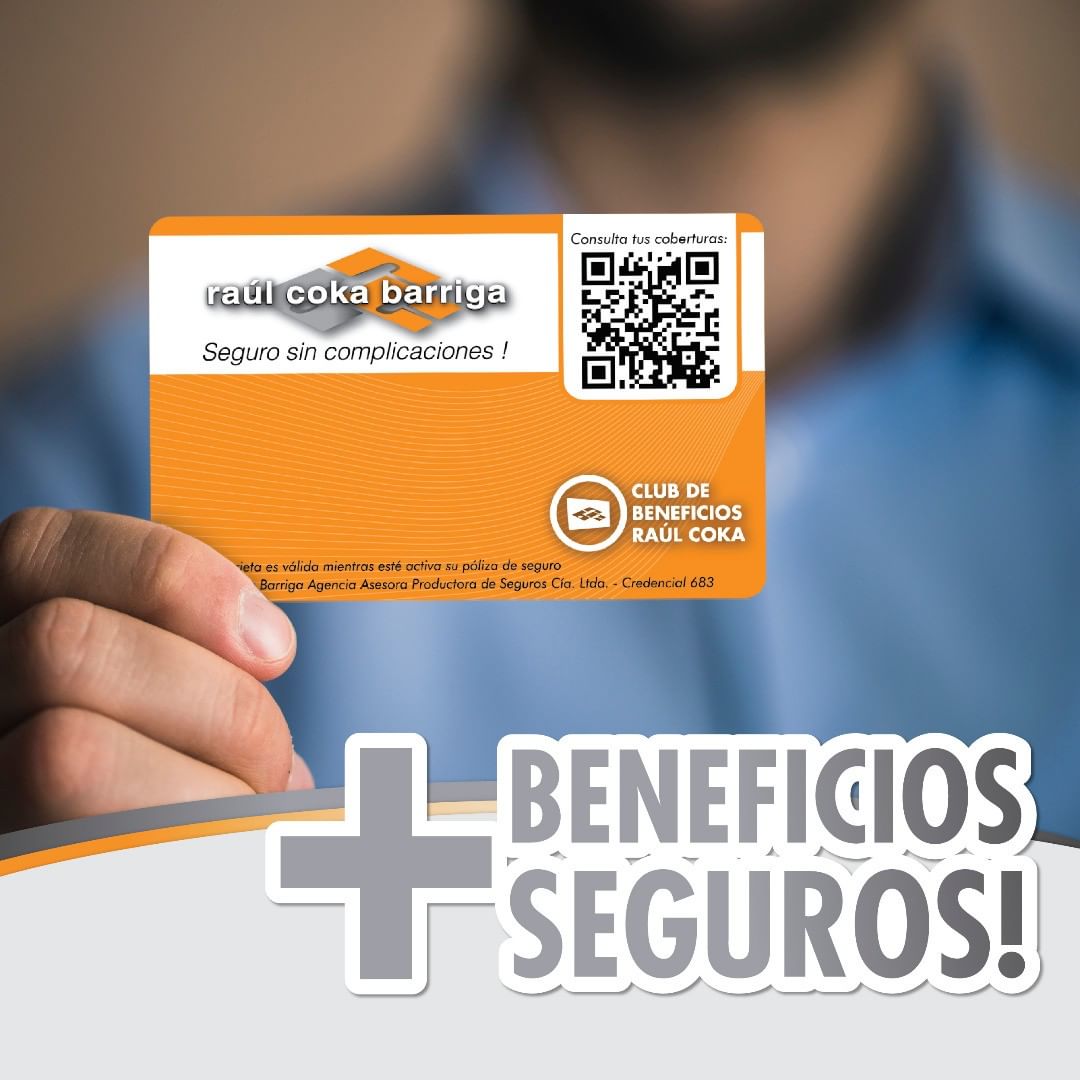 Consulta tus coberturas:
raúl coka barriga
Seguro sin complicaciones !
CLUB DE
BENEFICIOS
RAÚL COKA
es válida mientras esté activa su póliza de seguro
Barriga Agencia Asesora Productora de Seguros Cía. Ltda. - Credencial 683
+ BENEFICIOS
SEGUROS!